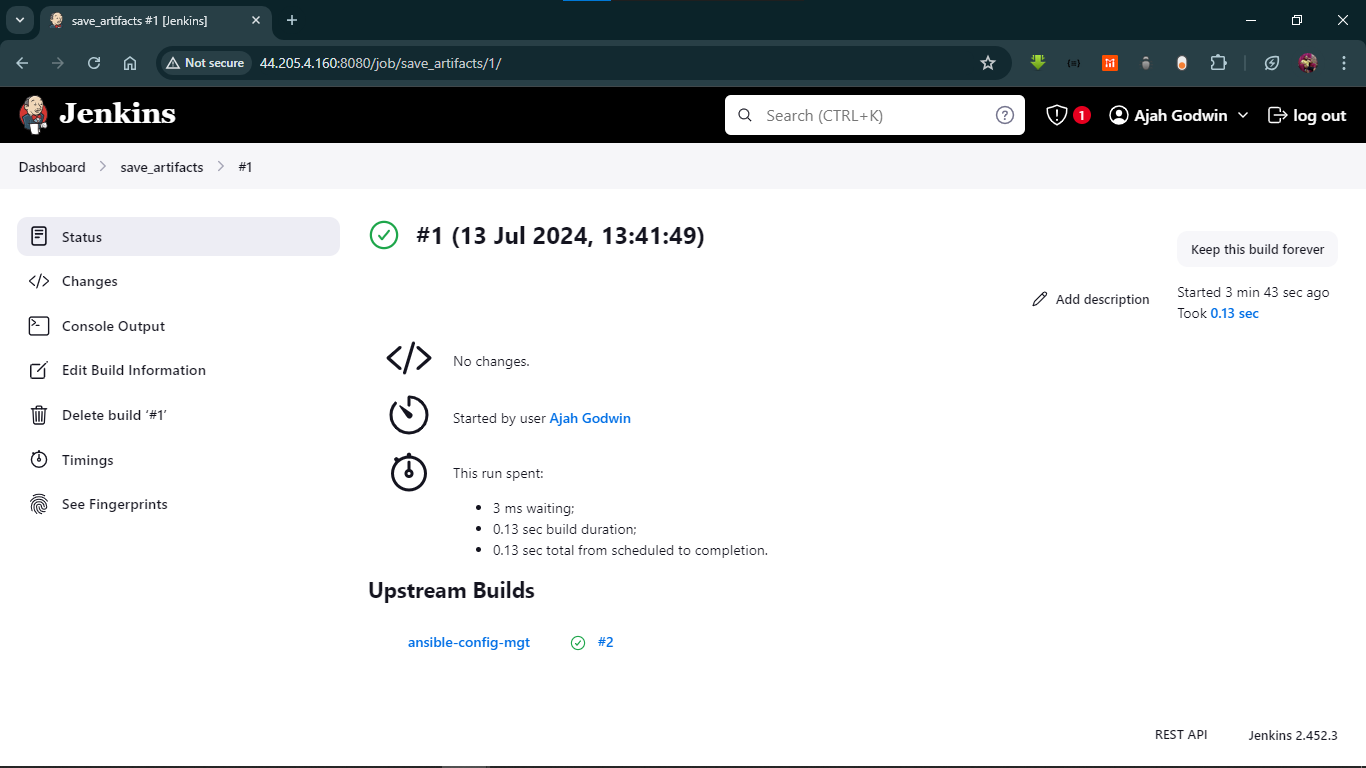 save_artifacts #1 [Jenkins]
Not secure
44.205.4.160:8080/job/save_artifacts/1/
Jenkins
Search (CTRL+K)
1
Ajah Godwin
log out
Dashboard
save_artifacts
#1
Status
Changes
Console Output
Edit Build Information
Delete build ‘#1’
Timings
See Fingerprints
#1 (13 Jul 2024, 13:41:49)
Keep this build forever
Add description
Started 3 min 43 sec ago
Took 0.13 sec
No changes.
Started by user Ajah Godwin
This run spent:
3 ms waiting;
0.13 sec build duration;
0.13 sec total from scheduled to completion.
Upstream Builds
ansible-config-mgt #2
REST API
Jenkins 2.452.3